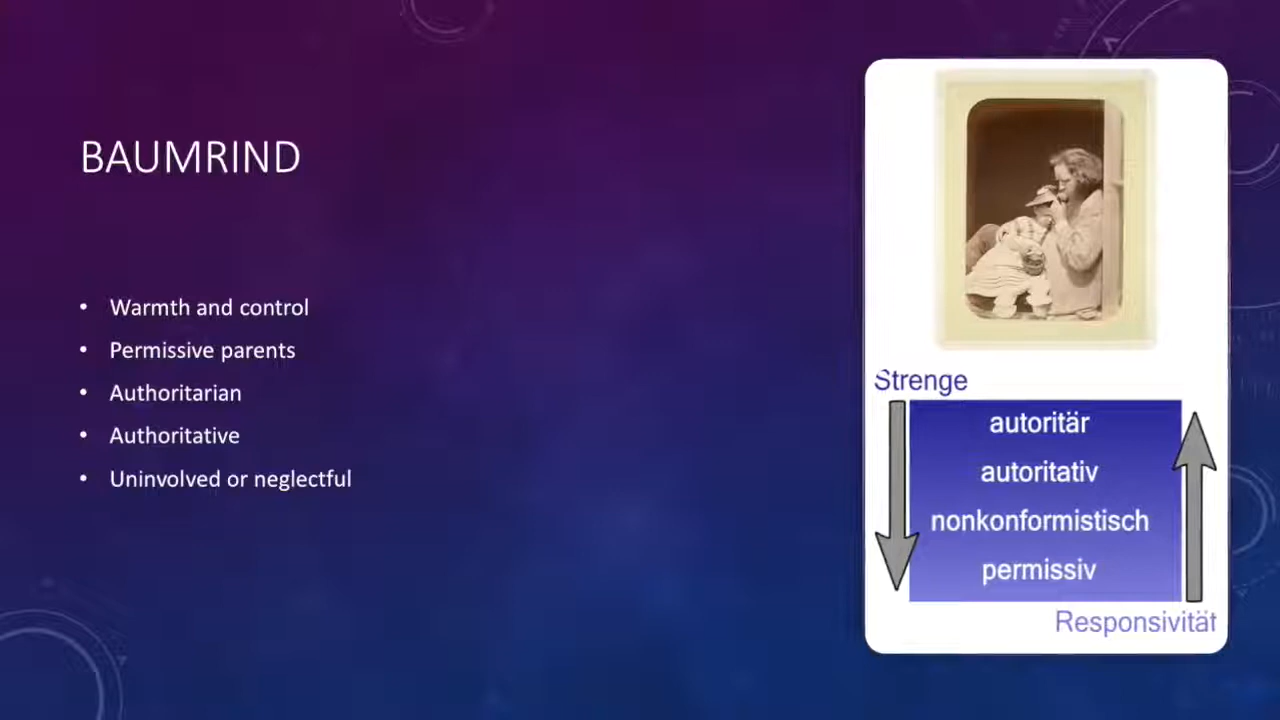 BAUMRIND
• Warmth and control
• Permissive parents
• Authoritarian
• Authoritative
• Uninvolved or neglectful
Strenge
autoritär
autoritativ
nonkonformistisch
permissiv
Responsivität